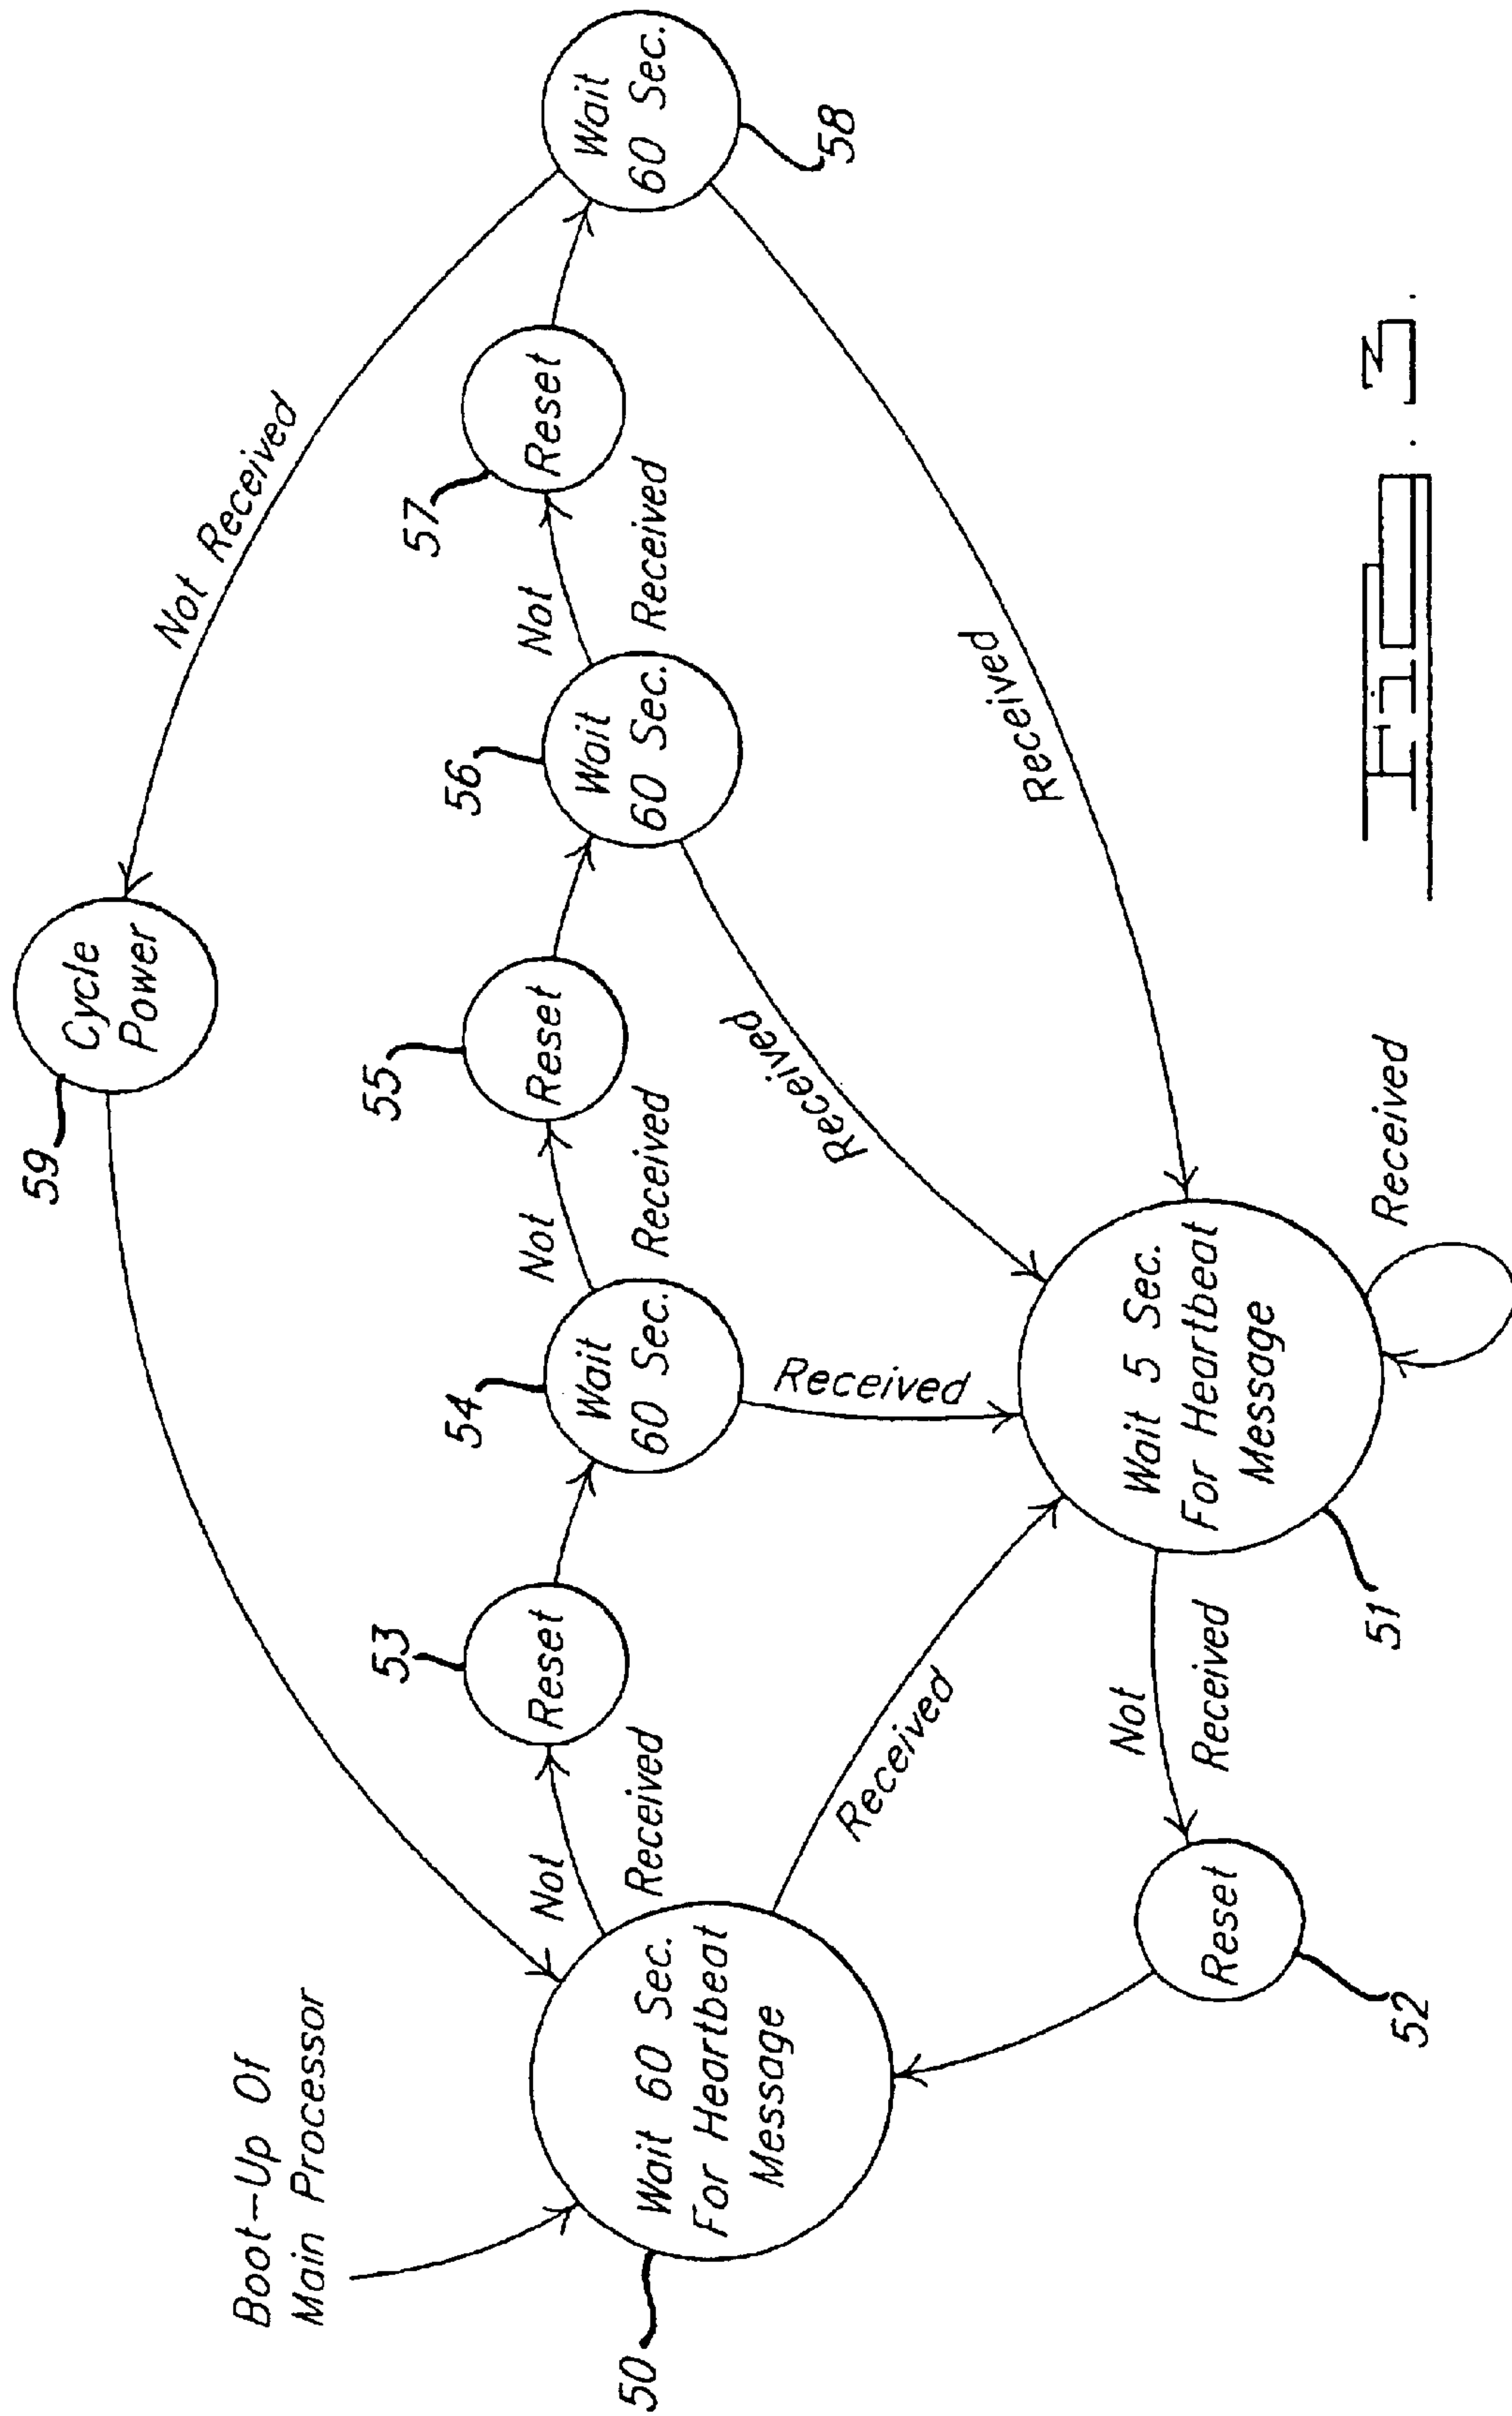 Boot-Up Of
Main Processor
50
Wait 60 Sec.
For Heartbeat
Message
Not
Received
53
Reset
54
Wait
60 Sec.
Not
Received
55
Reset
56
Wait
60 Sec.
Not
Received
57
Reset
Wait
60 Sec.
58
Not Received
59
Cycle
Power
Received
Received
Received
Received
Wait 5 Sec.
For Heartbeat
Message
51
Received
Not
Received
Reset
52
Fig. 3.